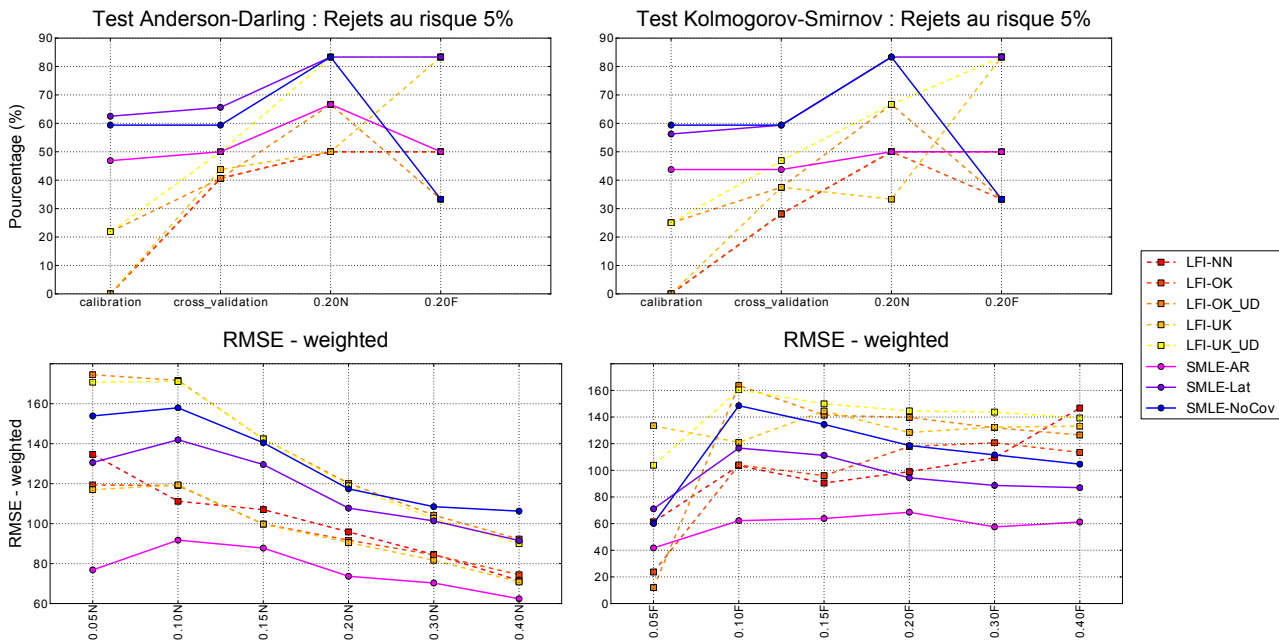 Test Anderson-Darling : Rejets au risque 5%
Pourcentage (%)
90
80
70
60
50
40
30
20
10
0
calibration
cross_validation
0.20N
0.20F
Test Kolmogorov-Smirnov : Rejets au risque 5%
90
80
70
60
50
40
30
20
10
0
calibration
cross_validation
0.20N
0.20F
LFI-NN
LFI-OK
LFI-OK_UD
LFI-UK
LFI-UK_UD
SMLE-AR
SMLE-Lat
SMLE-NoCov
RMSE - weighted
RMSE - weighted
160
140
120
100
80
60
0.05N
0.10N
0.15N
0.20N
0.30N
0.40N
RMSE - weighted
160
140
120
100
80
60
40
20
0
0.05F
0.10F
0.15F
0.20F
0.30F
0.40F